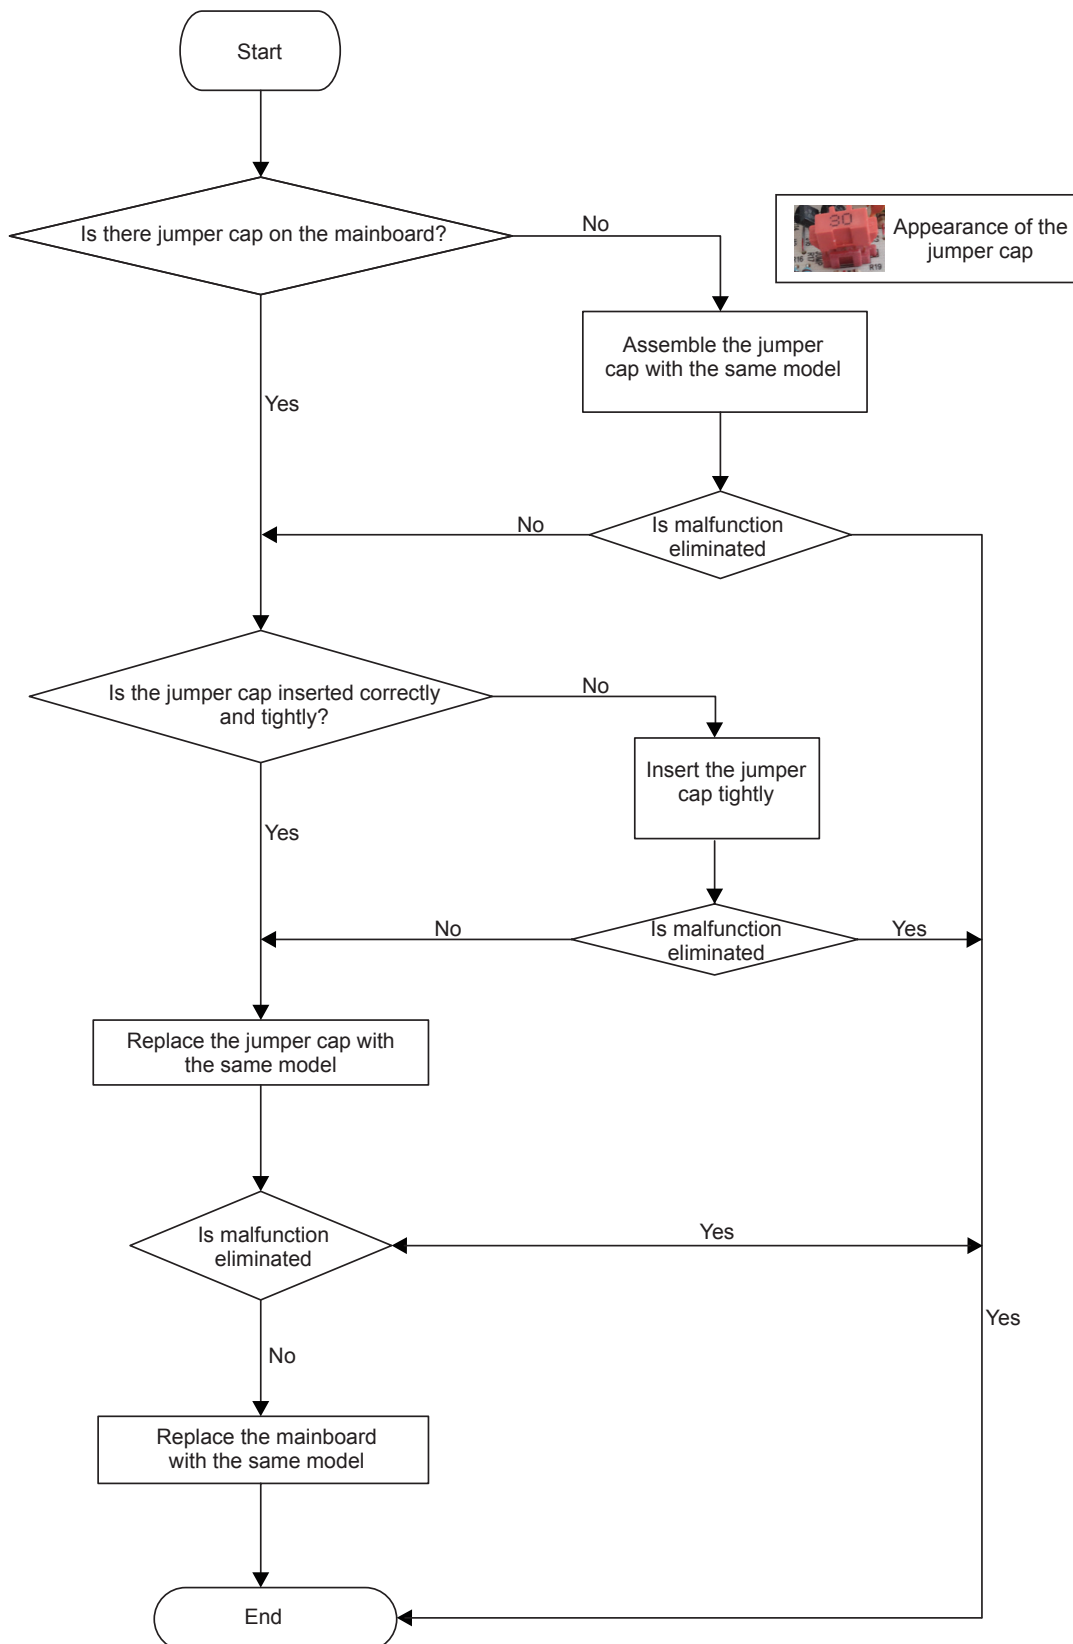 Start
Is there jumper cap on the mainboard?
No
30
R19
Appearance of the
jumper cap
Assemble the jumper
cap with the same model
Yes
No
Is malfunction
eliminated
Is the jumper cap inserted correctly
and tightly?
No
Insert the jumper
cap tightly
Yes
No
Is malfunction
eliminated
Yes
Replace the jumper cap with
the same model
Is malfunction
eliminated
Yes
Yes
No
Replace the mainboard
with the same model
End